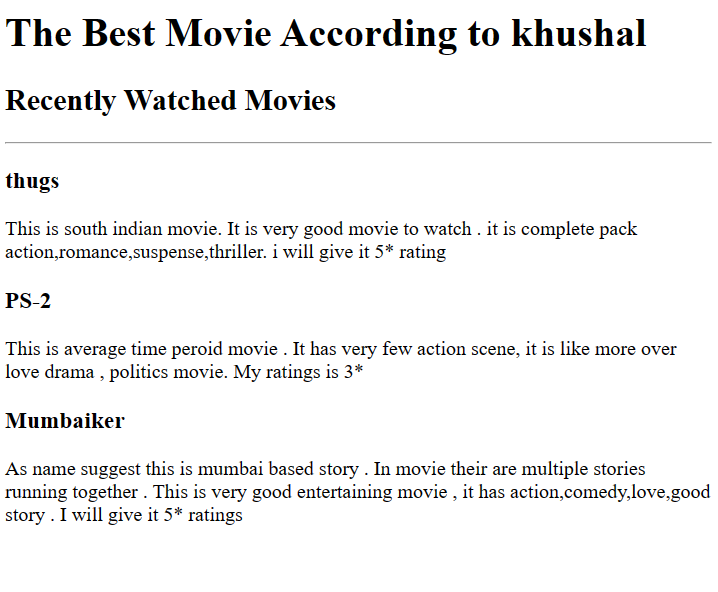 The Best Movie According to khushal
Recently Watched Movies
thugs
This is south indian movie. It is very good movie to watch . it is complete pack
action,romance,suspense,thriller. i will give it 5* rating
PS-2
This is average time peroid movie . It has very few action scene, it is like more over
love drama , politics movie. My ratings is 3*
Mumbaiker
As name suggest this is mumbai based story . In movie their are multiple stories
running together . This is very good entertaining movie , it has action,comedy,love,good
story . I will give it 5* ratings